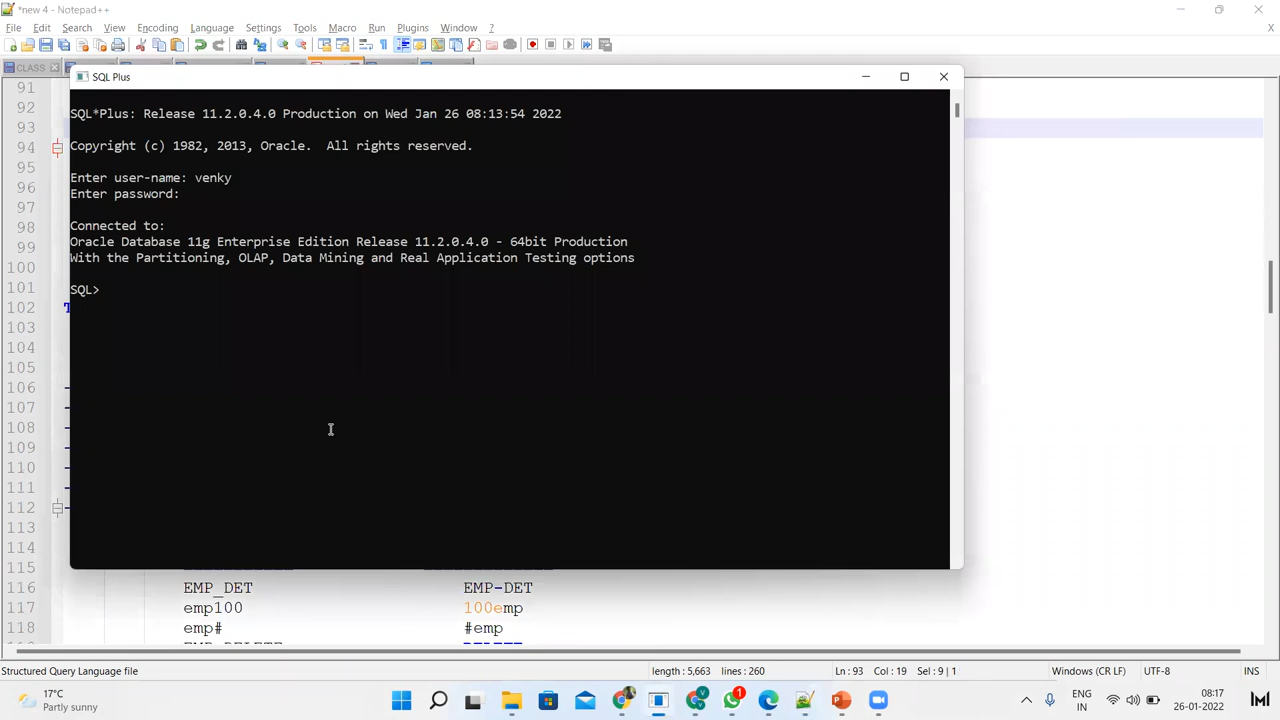 *new 4 - Notepad++
File Edit Search View Encoding Language Settings Tools Macro Run Plugins Window ?
X
CLASS
SQL Plus
91
92
93
94
95
96
97
98
99
100
101
102
103
104
105
106
107
108
109
110
111
112
113
114
115
116
117
118
SQL*Plus: Release 11.2.0.4.0 Production on Wed Jan 26 08:13:54 2022
Copyright (c) 1982, 2013, Oracle.  All rights reserved.
Enter user-name: venky
Enter password:
Connected to:
Oracle Database 11g Enterprise Edition Release 11.2.0.4.0 - 64bit Production
With the Partitioning, OLAP, Data Mining and Real Application Testing options
SQL>
EMP_DET EMP-DET
emp100 100emp
emp# #emp
Structured Query Language file length : 5,663 lines : 260 Ln : 93 Col : 19 Sel : 9 | 1 Windows (CR LF) UTF-8 INS
17°C
Partly sunny
1
ENG
IN
08:17
26-01-2022